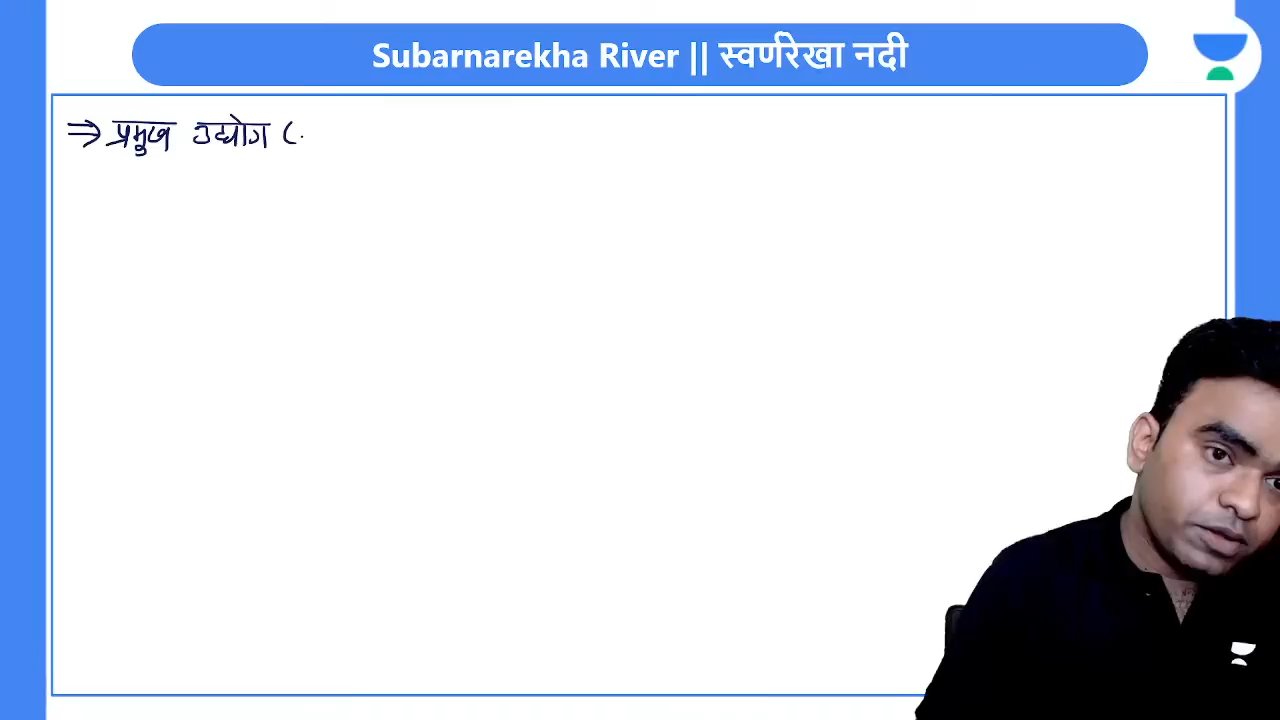 Subarnarekha River || स्वर्णरेखा नदी
⇒ प्रमुख उद्योग (